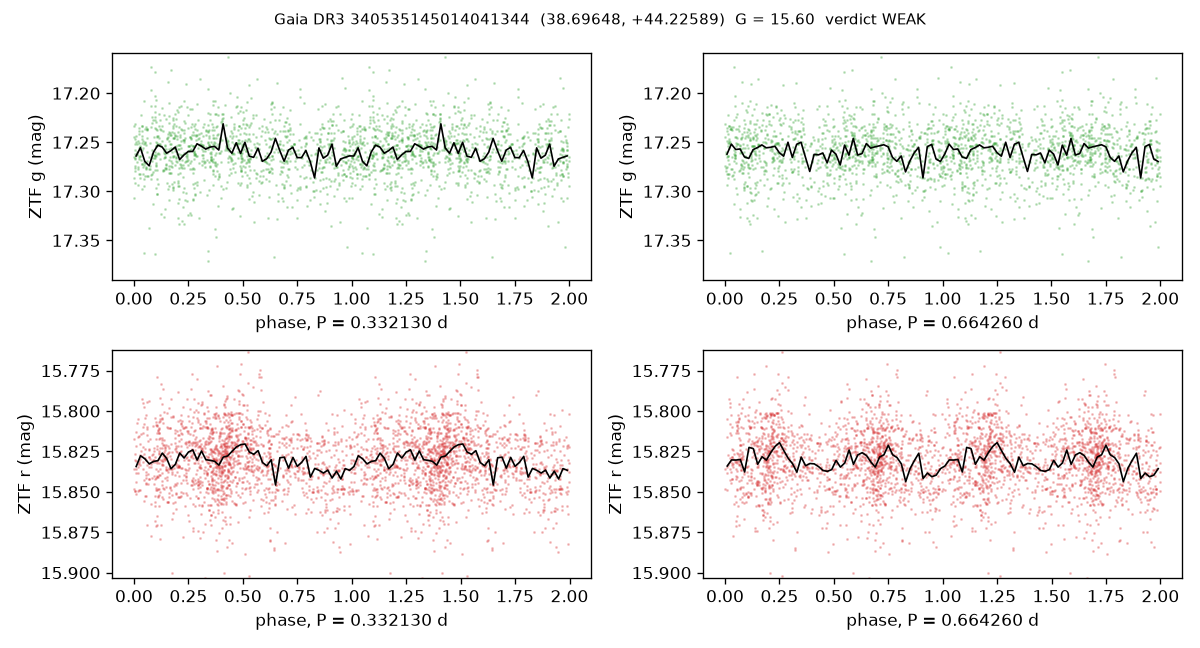 Gaia DR3 340535145014041344 (38.69648, +44.22589) G = 15.60 verdict WEAK
ZTF g (mag)
17.20
17.25
17.30
17.35
0.00 0.25 0.50 0.75 1.00 1.25 1.50 1.75 2.00
phase, P = 0.332130 d
ZTF g (mag)
17.20
17.25
17.30
17.35
0.00 0.25 0.50 0.75 1.00 1.25 1.50 1.75 2.00
phase, P = 0.664260 d
ZTF r (mag)
15.775
15.800
15.825
15.850
15.875
15.900
0.00 0.25 0.50 0.75 1.00 1.25 1.50 1.75 2.00
phase, P = 0.332130 d
ZTF r (mag)
15.775
15.800
15.825
15.850
15.875
15.900
0.00 0.25 0.50 0.75 1.00 1.25 1.50 1.75 2.00
phase, P = 0.664260 d